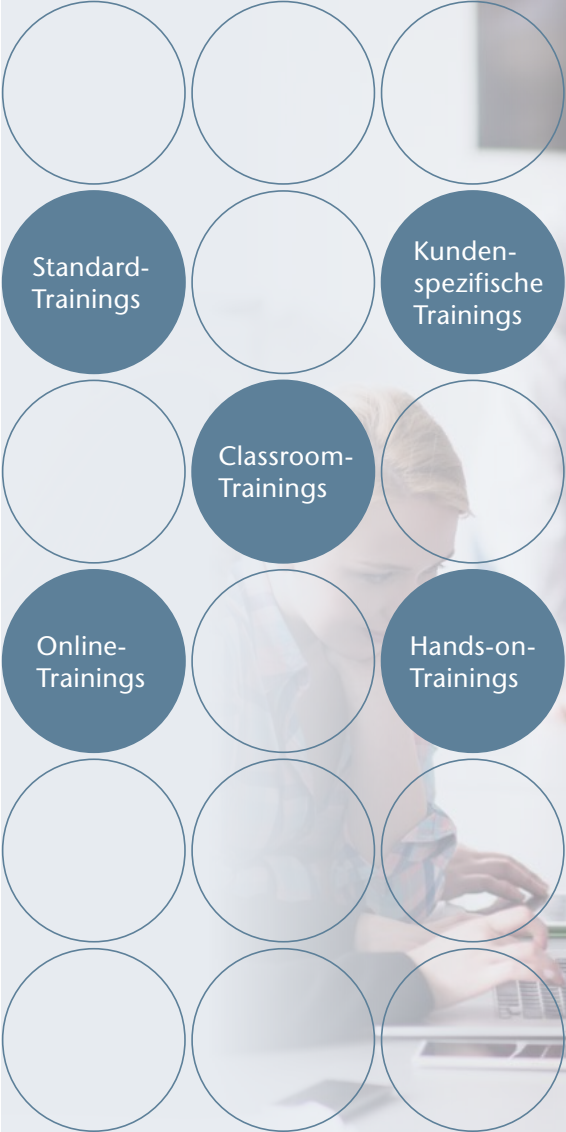 Standard-
Trainings
Kunden-
spezifische
Trainings
Classroom-
Trainings
Online-
Trainings
Hands-on-
Trainings